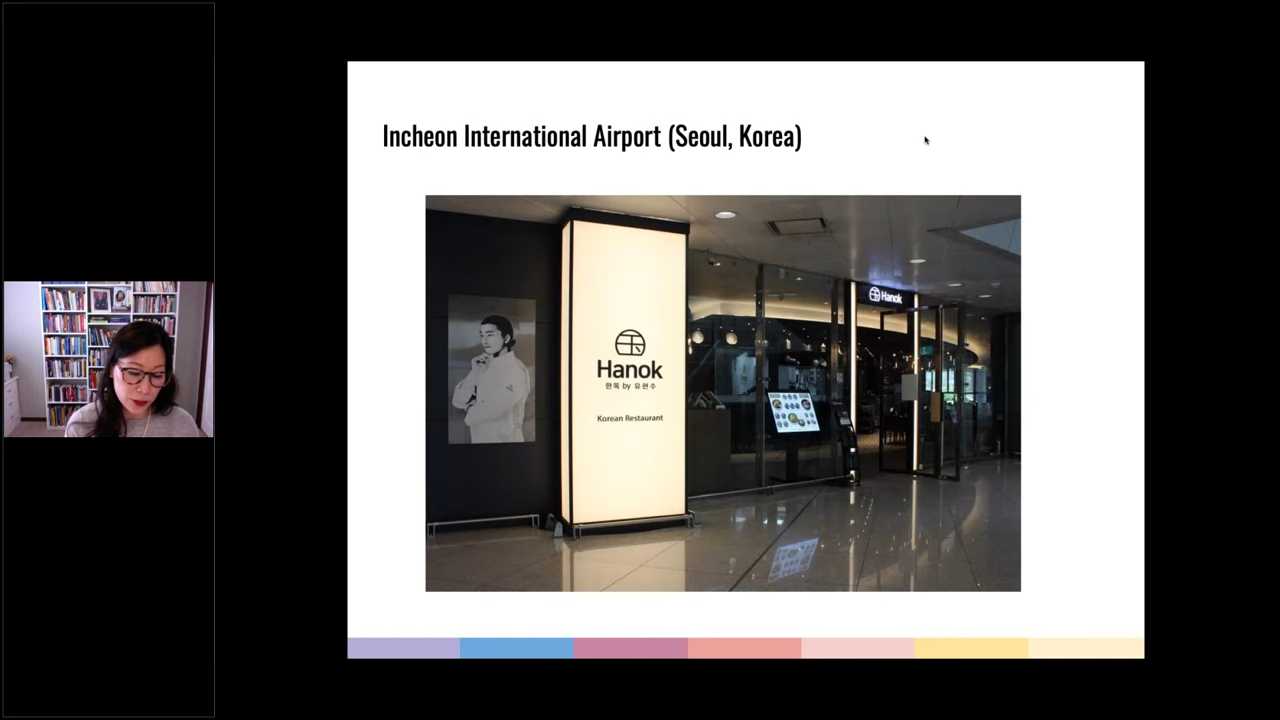 Incheon International Airport (Seoul, Korea)
Hanok
한옥 by 유현수
Korean Restaurant
Hanok